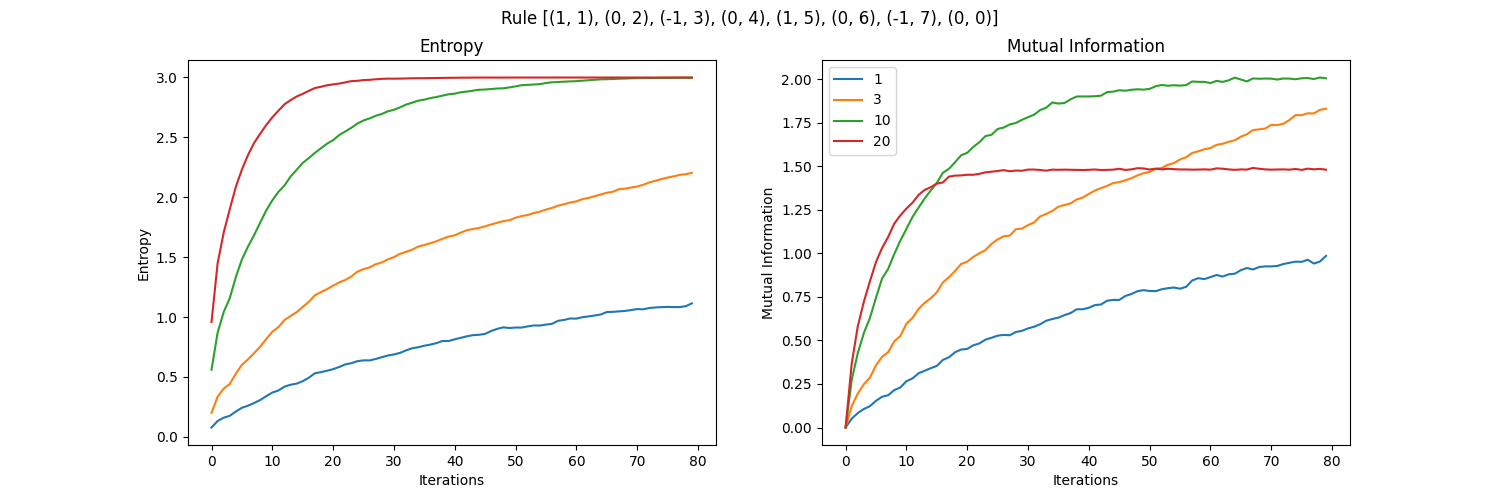 Rule [(1, 1), (0, 2), (-1, 3), (0, 4), (1, 5), (0, 6), (-1, 7), (0, 0)]
Entropy
Entropy
3.0
2.5
2.0
1.5
1.0
0.5
0.0
0 10 20 30 40 50 60 70 80
Iterations
Mutual Information
Mutual Information
2.00
1.75
1.50
1.25
1.00
0.75
0.50
0.25
0.00
1
3
10
20
0 10 20 30 40 50 60 70 80
Iterations